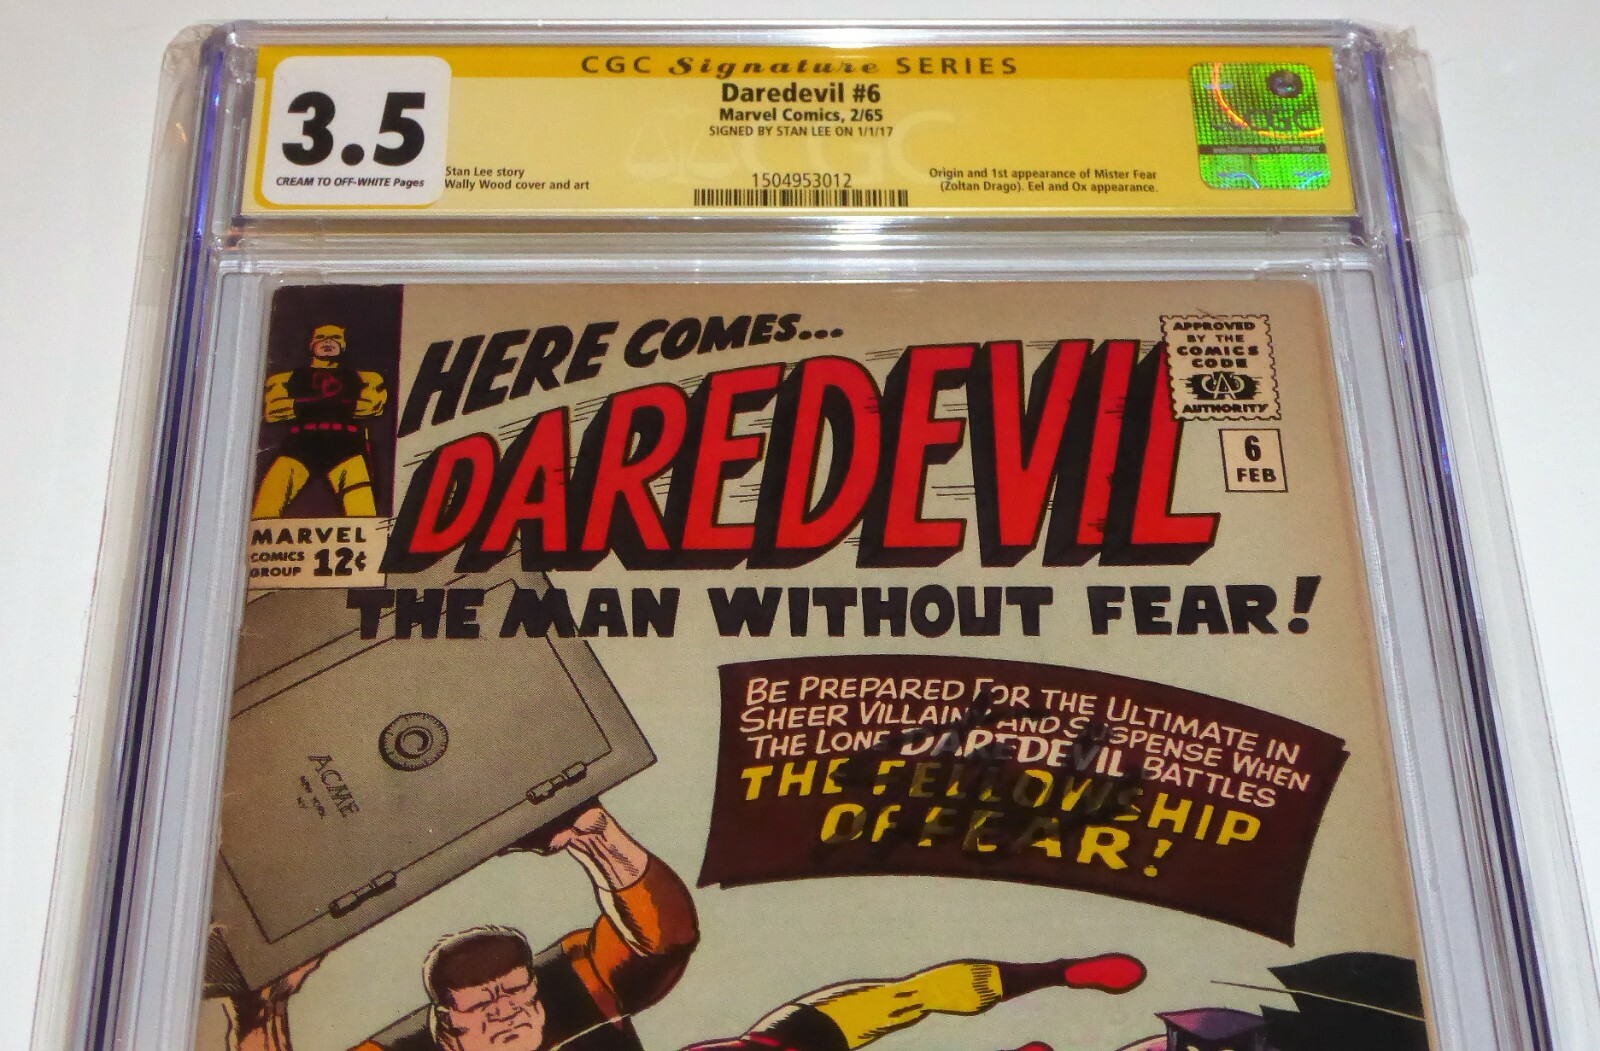 CGC Signature SERIES
Daredevil #6
Marvel Comics, 2/65
SIGNED BY STAN LEE ON 1/1/17
3.5
CREAM TO OFF-WHITE Pages
Stan Lee story
Wally Wood cover and art
1504953012
Origin and 1st appearance of Mister Fear
(Zoltan Drago). Eel and Ox appearance.
CGC
HERE COMES...
DAREDEVIL
THE MAN WITHOUT FEAR!
APPROVED
BY THE
COMICS
CODE
AUTHORITY
6
FEB
DD
MARVEL
COMICS
GROUP 12¢
ACME
NEW YORK,
BE PREPARED FOR THE ULTIMATE IN
SHEER VILLAINY AND SUSPENSE WHEN
THE LONE DAREDEVIL BATTLES
THE FELLOWSHIP
OF FEAR!